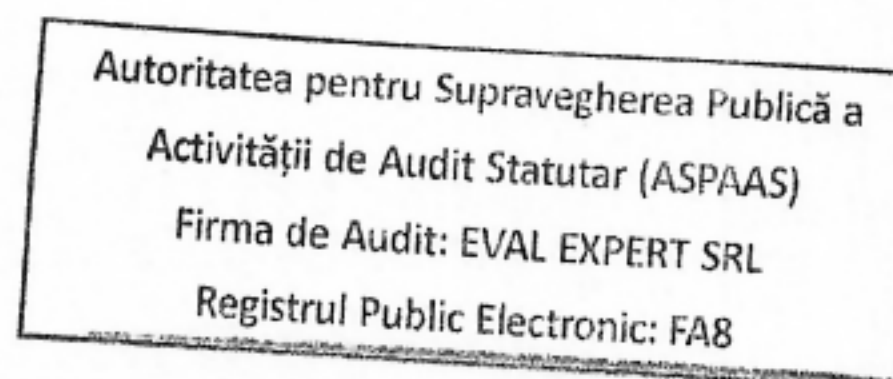 Autoritatea pentru Supravegherea Publică a
Activității de Audit Statutar (ASPAAS)
Firma de Audit: EVAL EXPERT SRL
Registrul Public Electronic: FA8